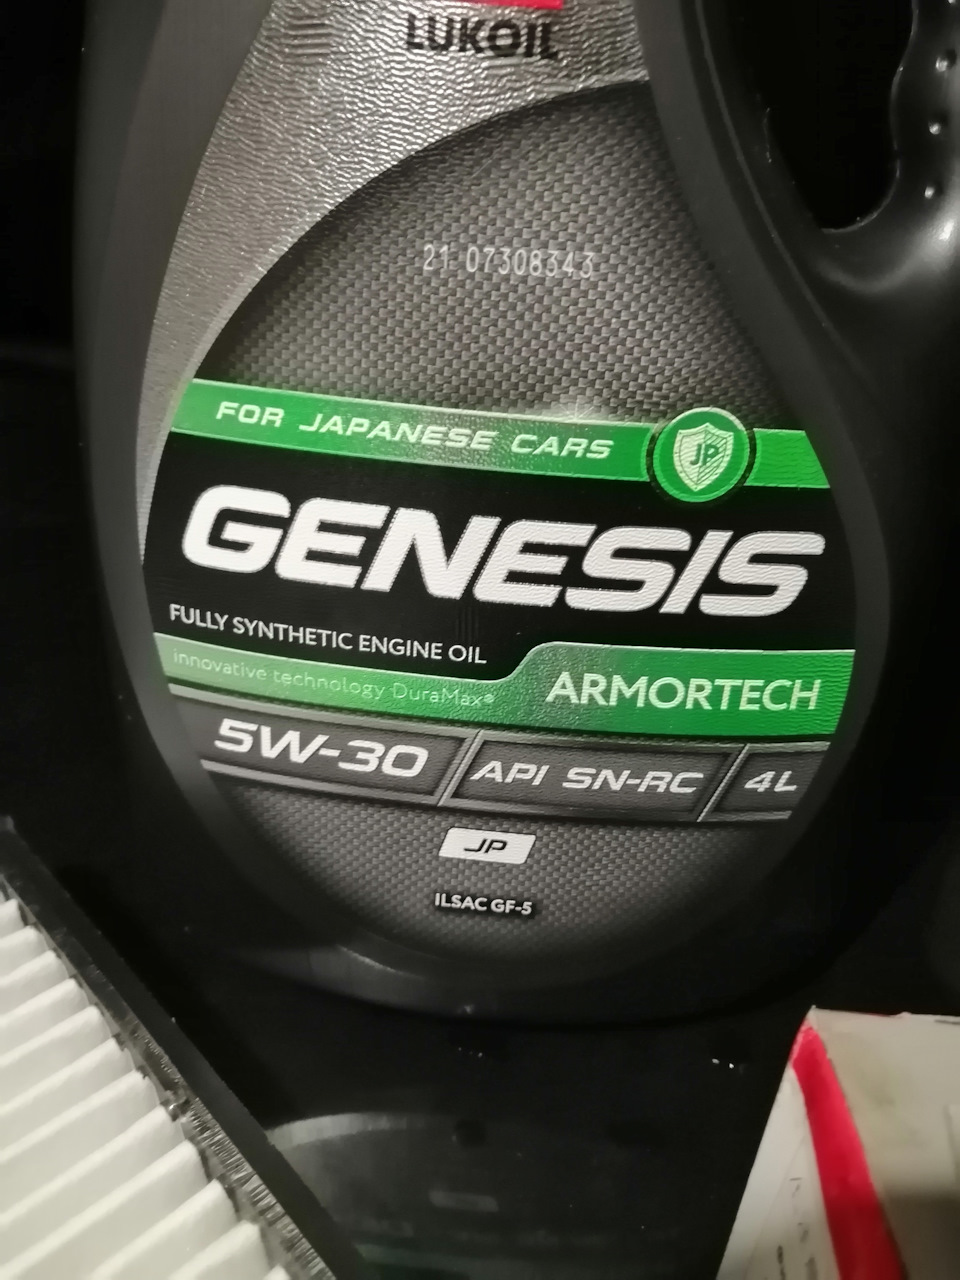 LUKOIL
21 07308343
FOR JAPANESE CARS
JP
GENESIS
FULLY SYNTHETIC ENGINE OIL
innovative technology DuraMax®
ARMORTECH
5W-30 API SN-RC 4L
JP
ILSAC GF-5